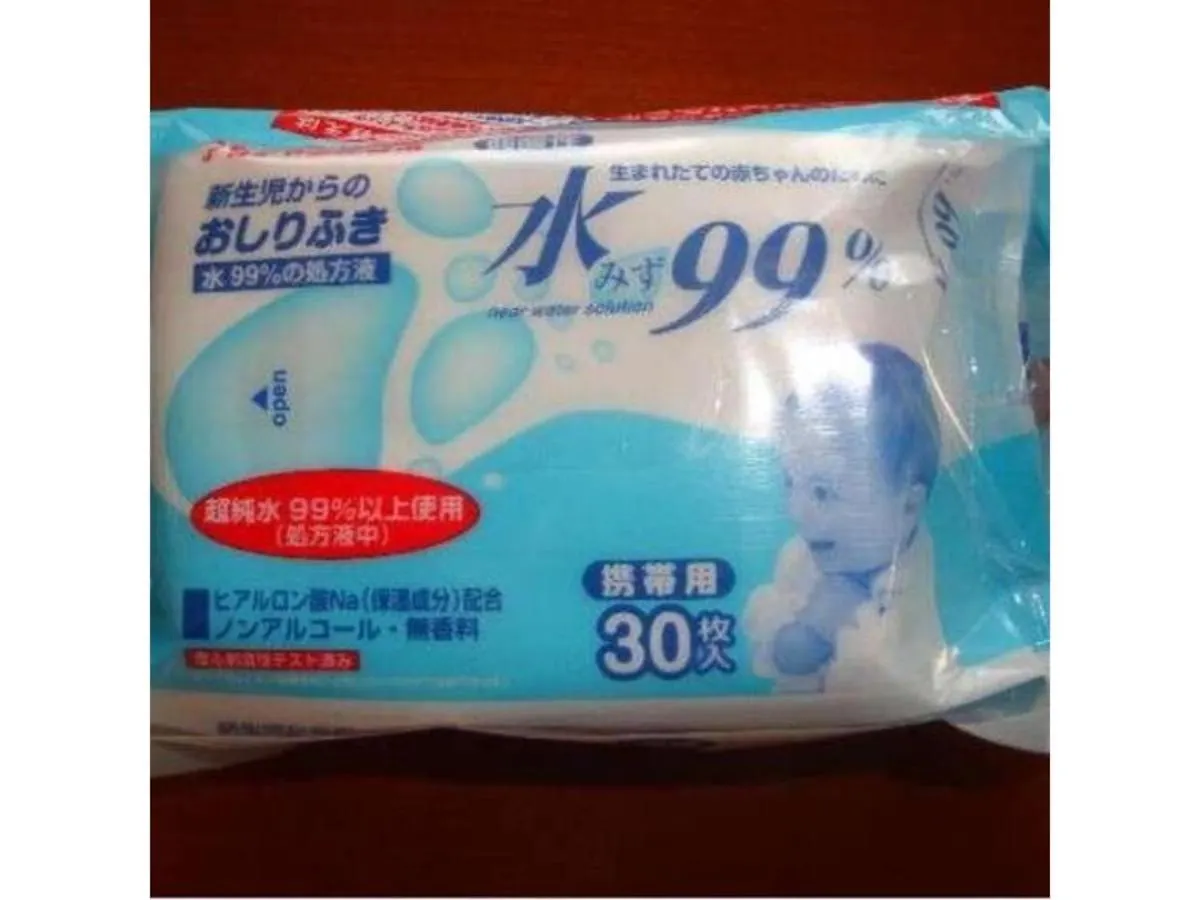 新生児からの
おしりふき
水99%の処方液
生まれたての赤ちゃんのために
水 みず 99%
near water solution
open
超純水99%以上使用
(処方液中)
ヒアルロン酸Na(保湿成分)配合
ノンアルコール・無香料
携帯用
30枚入